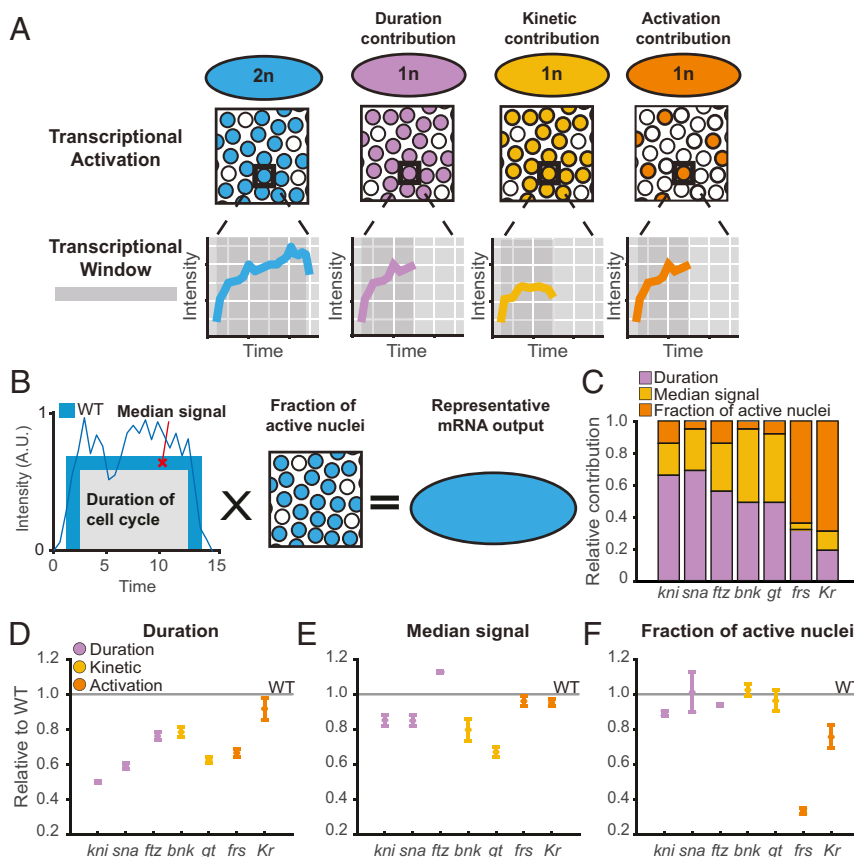 A
Duration contribution
Kinetic contribution
Activation contribution
2n
1n
1n
1n
Transcriptional Activation
Transcriptional Window
Intensity
Time
Intensity
Time
Intensity
Time
Intensity
Time
B
WT
Median signal
Intensity (A.U.)
1
0
Duration of cell cycle
0 5 10 15
Time
X
Fraction of active nuclei
=
Representative mRNA output
C
Duration
Median signal
Fraction of active nuclei
Relative contribution
1.0
0.8
0.6
0.4
0.2
0
kni sna ftz bnk gt frs Kr
D
Duration
Duration
Kinetic
Activation
WT
Relative to WT
1.2
1.0
0.8
0.6
0.4
0.2
kni sna ftz bnk gt frs Kr
E
Median signal
WT
1.2
1.0
0.8
0.6
0.4
0.2
kni sna ftz bnk gt frs Kr
F
Fraction of active nuclei
WT
1.2
1.0
0.8
0.6
0.4
0.2
kni sna ftz bnk gt frs Kr